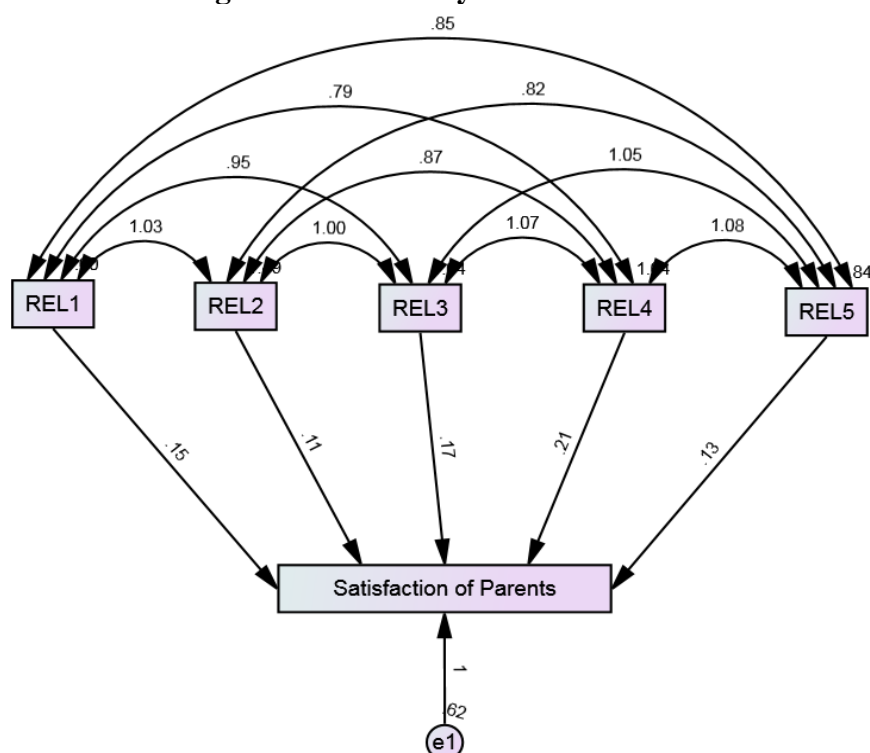 .85
.79
.82
.95
.87
1.05
1.03
1.00
1.07
1.08
.84
REL1
REL2
REL3
REL4
REL5
.15
.11
.17
.21
.13
Satisfaction of Parents
1
.62
e1